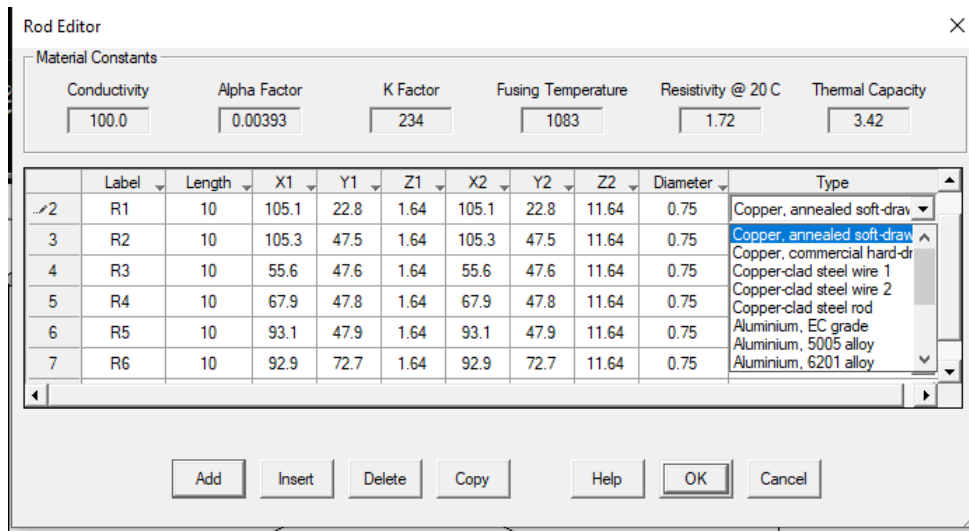 Rod Editor
Material Constants
Conductivity Alpha Factor K Factor Fusing Temperature Resistivity @ 20 C Thermal Capacity
100.0 0.00393 234 1083 1.72 3.42
Label Length X1 Y1 Z1 X2 Y2 Z2 Diameter Type
2 R1 10 105.1 22.8 1.64 105.1 22.8 11.64 0.75 Copper, annealed soft-draw
3 R2 10 105.3 47.5 1.64 105.3 47.5 11.64 0.75
4 R3 10 55.6 47.6 1.64 55.6 47.6 11.64 0.75
5 R4 10 67.9 47.8 1.64 67.9 47.8 11.64 0.75
6 R5 10 93.1 47.9 1.64 93.1 47.9 11.64 0.75
7 R6 10 92.9 72.7 1.64 92.9 72.7 11.64 0.75
Copper, annealed soft-draw
Copper, commercial hard-dr
Copper-clad steel wire 1
Copper-clad steel wire 2
Copper-clad steel rod
Aluminium, EC grade
Aluminium, 5005 alloy
Aluminium, 6201 alloy
Add Insert Delete Copy Help OK Cancel